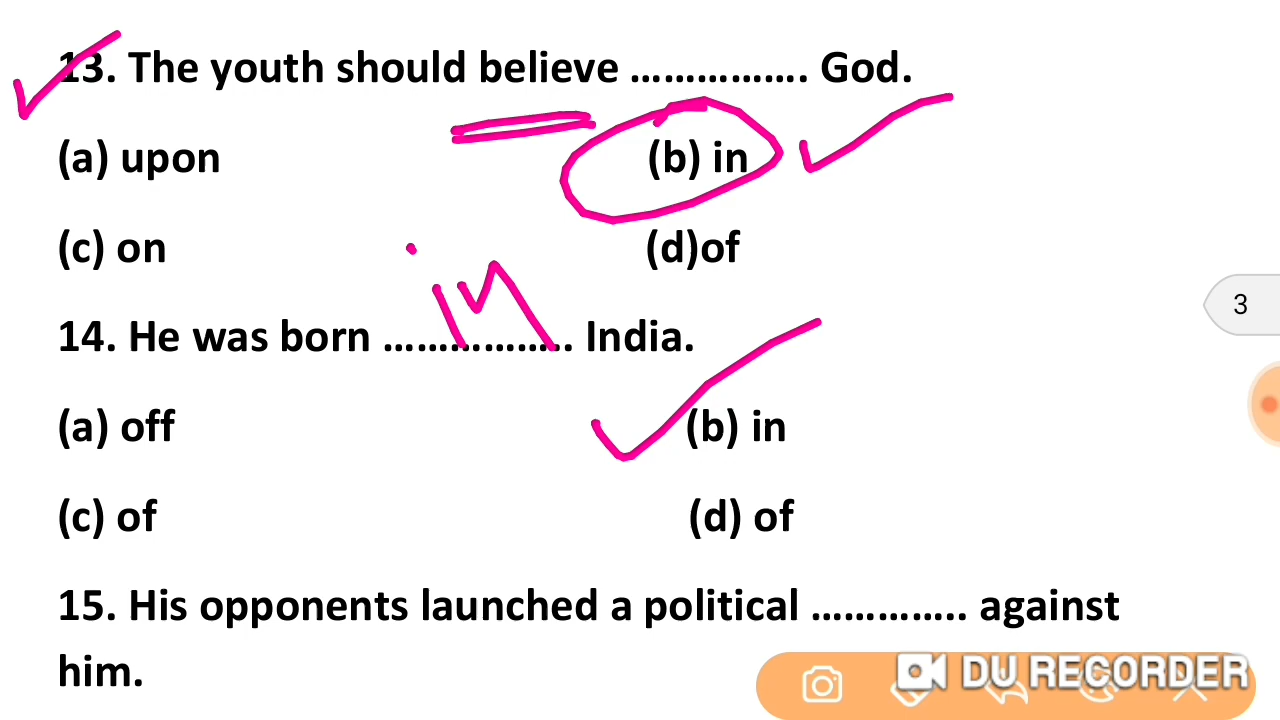 13. The youth should believe ................ God.
(a) upon (b) in
(c) on (d)of
in
14. He was born ................. India.
(a) off (b) in
(c) of (d) of
15. His opponents launched a political .............. against
him.
3
DU RECORDER